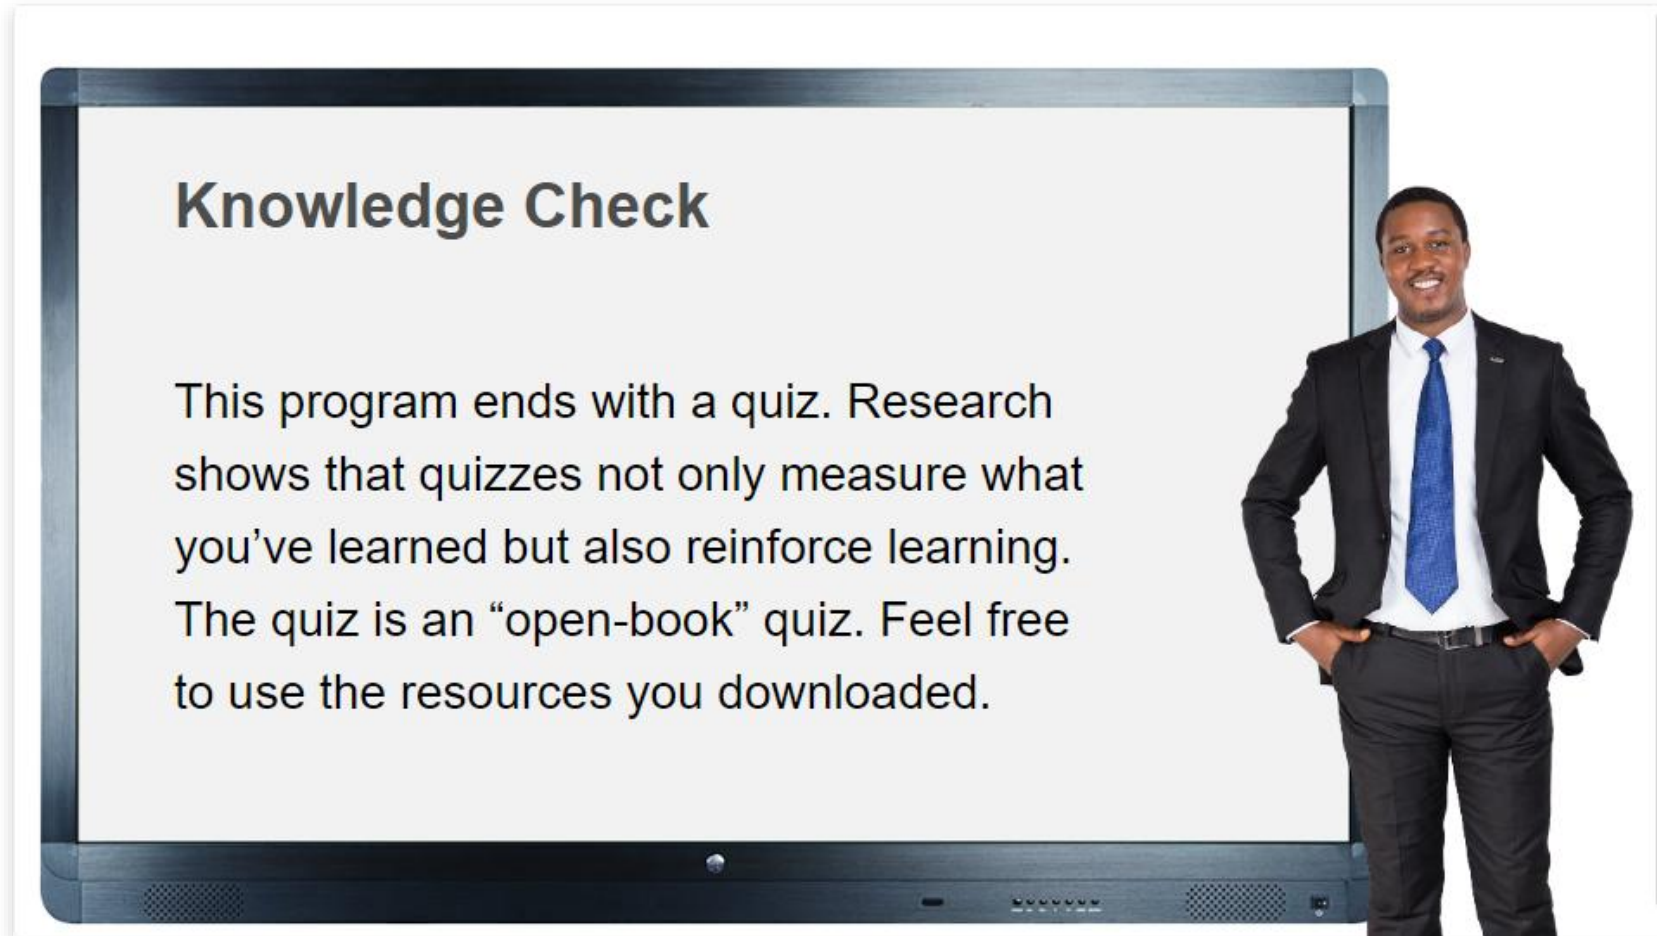 Knowledge Check
This program ends with a quiz. Research
shows that quizzes not only measure what
you’ve learned but also reinforce learning.
The quiz is an “open-book” quiz. Feel free
to use the resources you downloaded.